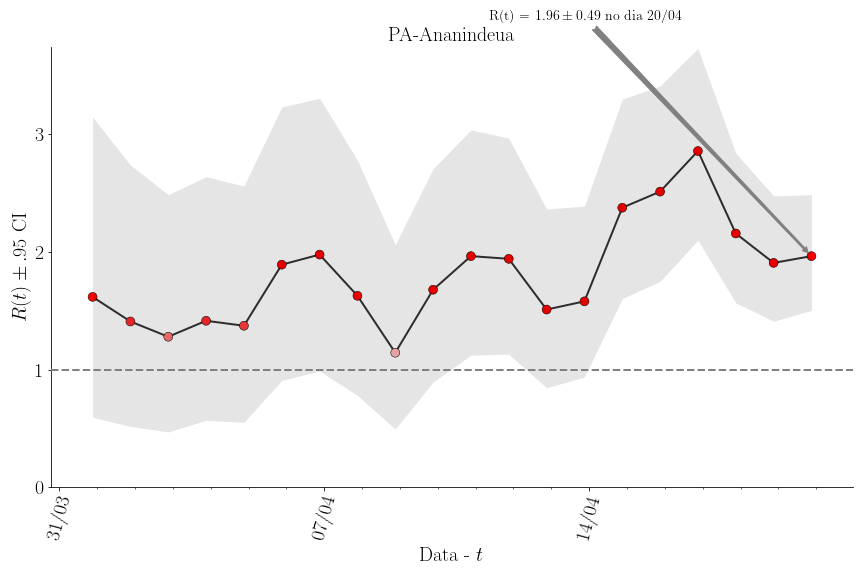 R(t) = 1.96 ± 0.49 no dia 20/04
PA-Ananindeua
R(t) ± .95 CI
3
2
1
0
31/03
07/04
14/04
Data - t